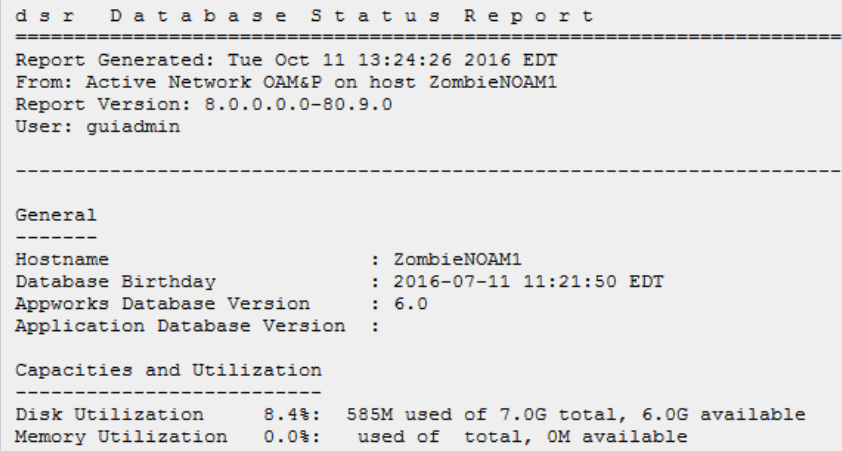 d s r   D a t a b a s e   S t a t u s   R e p o r t
======================================================================
Report Generated: Tue Oct 11 13:24:26 2016 EDT
From: Active Network OAM&P on host ZombieNOAM1
Report Version: 8.0.0.0.0-80.9.0
User: guiadmin
----------------------------------------------------------------------
General
-------
Hostname                      : ZombieNOAM1
Database Birthday             : 2016-07-11 11:21:50 EDT
Appworks Database Version     : 6.0
Application Database Version  :
Capacities and Utilization
--------------------------
Disk Utilization     8.4%:  585M used of 7.0G total, 6.0G available
Memory Utilization   0.0%:   used of  total, 0M available